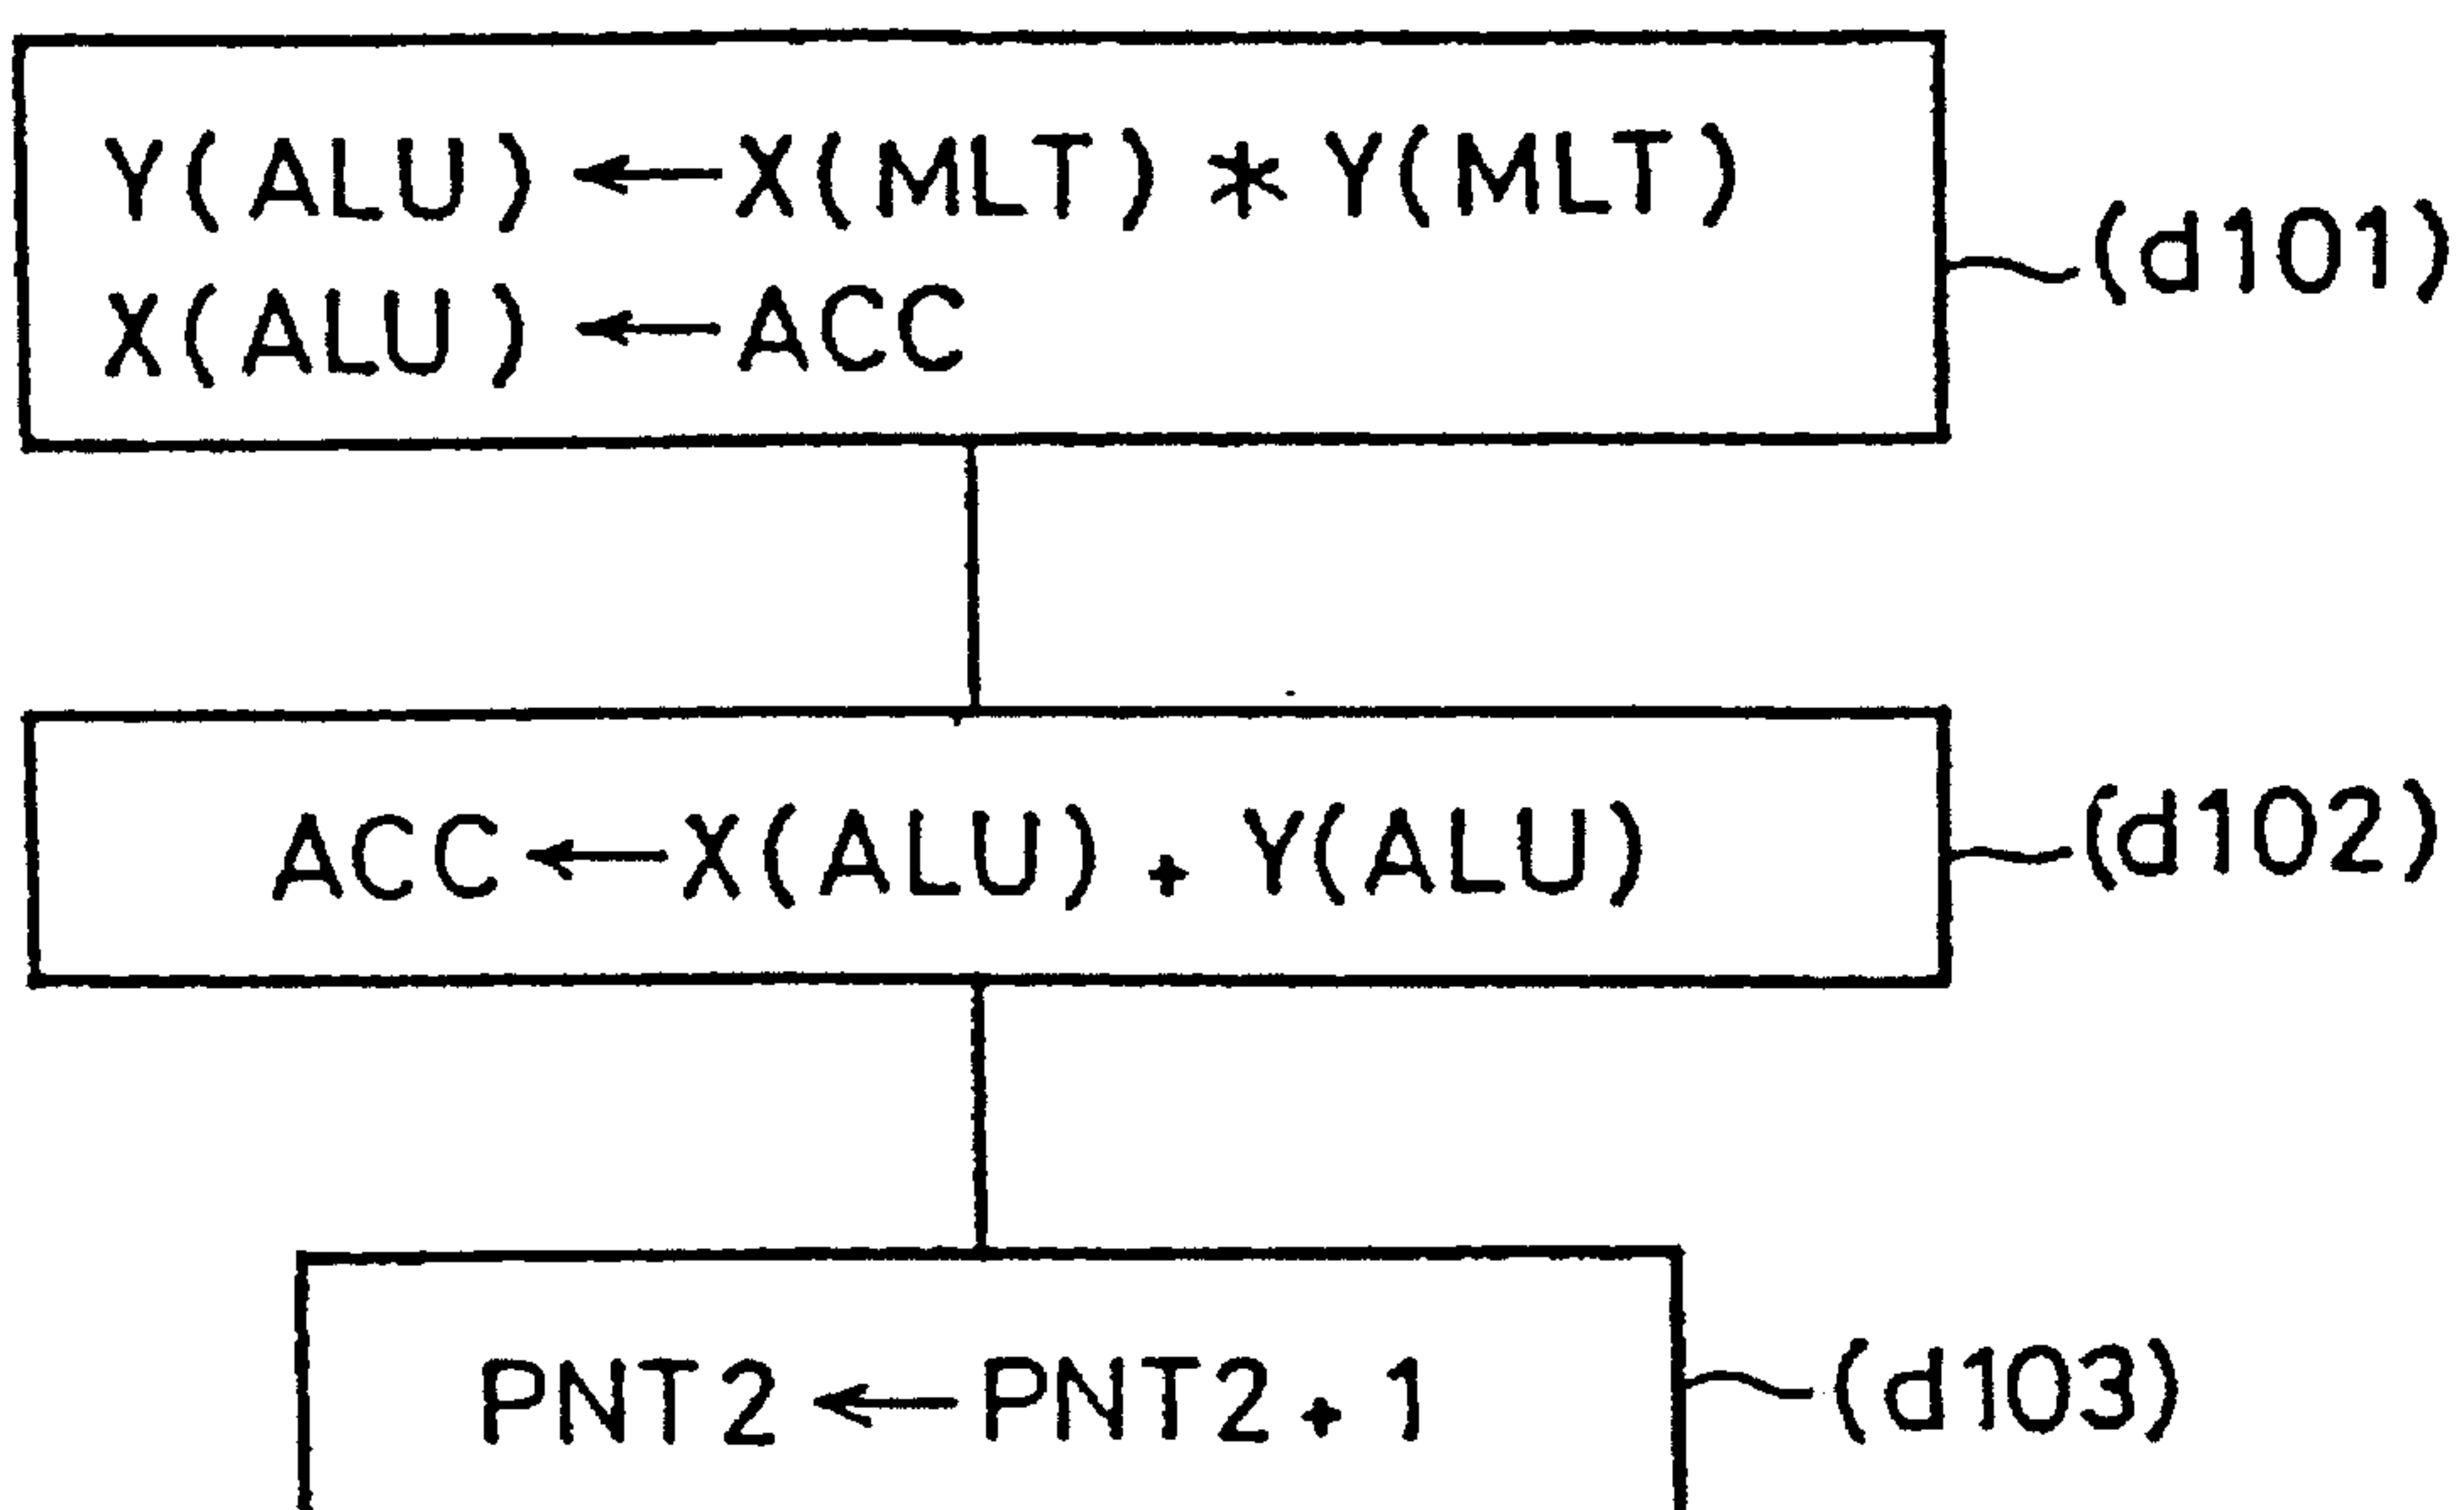 Y(ALU) ← X(MLT) * Y(MLT)
X(ALU) ← ACC
(d101)
ACC ← X(ALU) + Y(ALU)
(d102)
PNT2 ← PNT2 + 1
(d103)